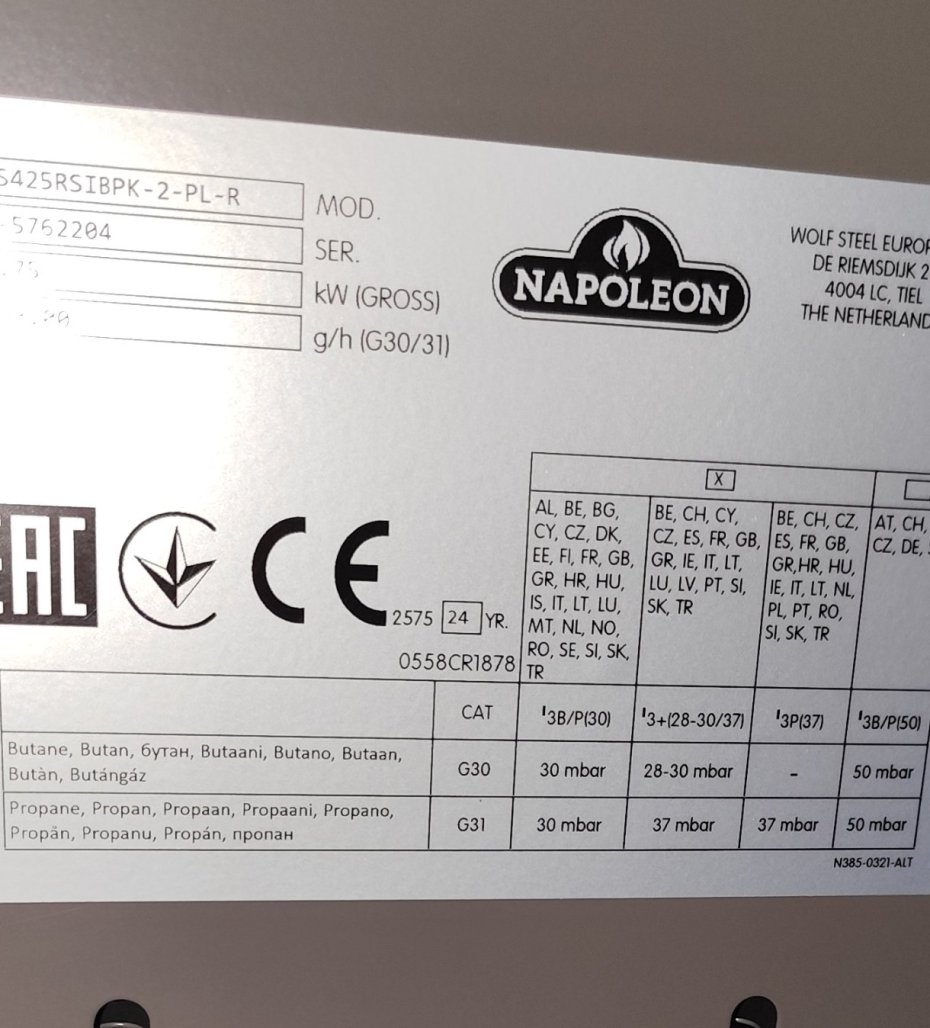 S425RSIBPK-2-PL-R MOD.
5762204 SER.
kW (GROSS)
g/h (G30/31)
NAPOLEON
WOLF STEEL EUROP
DE RIEMSDIJK 2
4004 LC, TIEL
THE NETHERLAND
EAC
CE
2575 24 YR.
0558CR1878
X
AL, BE, BG,
CY, CZ, DK,
EE, FI, FR, GB,
GR, HR, HU,
IS, IT, LT, LU,
MT, NL, NO,
RO, SE, SI, SK,
TR
BE, CH, CY,
CZ, ES, FR, GB,
GR, IE, IT, LT,
LU, LV, PT, SI,
SK, TR
BE, CH, CZ,
ES, FR, GB,
GR,HR, HU,
IE, IT, LT, NL,
PL, PT, RO,
SI, SK, TR
AT, CH,
CZ, DE,
CAT I3B/P(30) I3+(28-30/37) I3P(37) I3B/P(50)
Butane, Butan, бутан, Butaani, Butano, Butaan,
Butàn, Butángáz
G30 30 mbar 28-30 mbar - 50 mbar
Propane, Propan, Propaan, Propaani, Propano,
Propăn, Propanu, Propán, пропан
G31 30 mbar 37 mbar 37 mbar 50 mbar
N385-0321-ALT